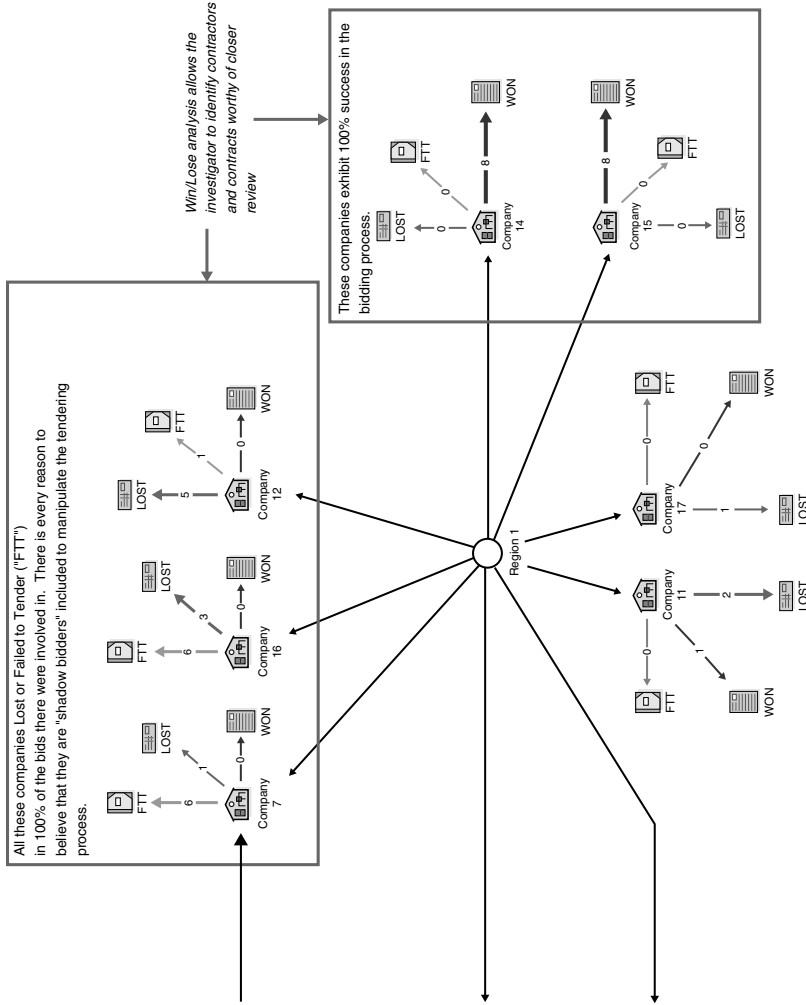 All these companies Lost or Failed to Tender ("FTT")
in 100% of the bids there were involved in. There is every reason to
believe that they are "shadow bidders" included to manipulate the tendering
process.
FTT
6
LOST
1
WON
0
Company
7
FTT
6
LOST
3
WON
0
Company
16
LOST
5
FTT
1
WON
0
Company
12
Win/Lose analysis allows the
investigator to identify contractors
and contracts worthy of closer
review
These companies exhibit 100% success in the
bidding process.
LOST
0
FTT
0
WON
8
Company
14
WON
8
FTT
0
LOST
0
Company
15
Region 1
Company
11
FTT
0
WON
1
LOST
2
Company
17
FTT
0
WON
0
LOST
1